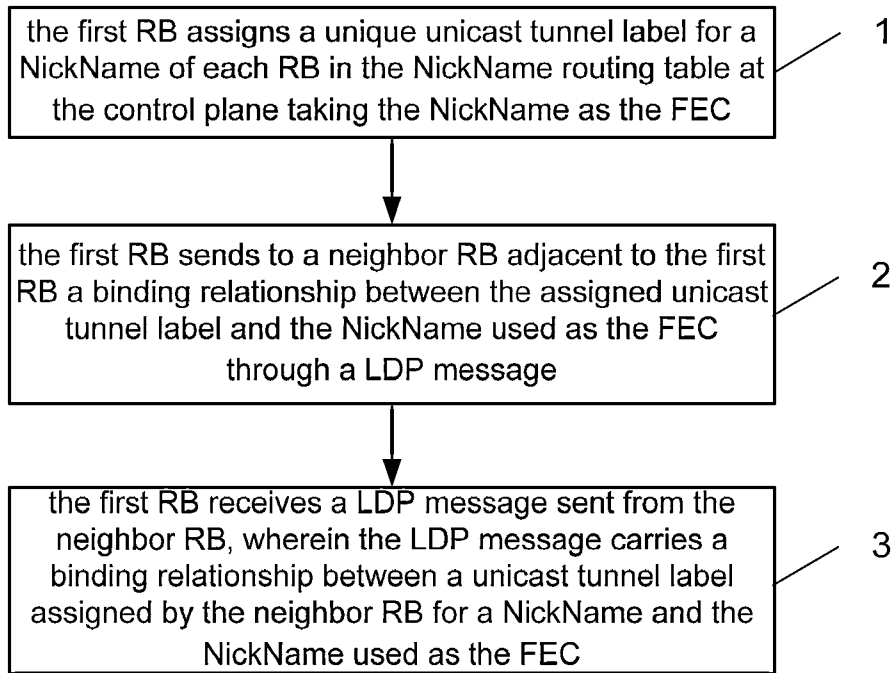 the first RB assigns a unique unicast tunnel label for a
NickName of each RB in the NickName routing table at
the control plane taking the NickName as the FEC
1
the first RB sends to a neighbor RB adjacent to the first
RB a binding relationship between the assigned unicast
tunnel label and the NickName used as the FEC
through a LDP message
2
the first RB receives a LDP message sent from the
neighbor RB, wherein the LDP message carries a
binding relationship between a unicast tunnel label
assigned by the neighbor RB for a NickName and the
NickName used as the FEC
3